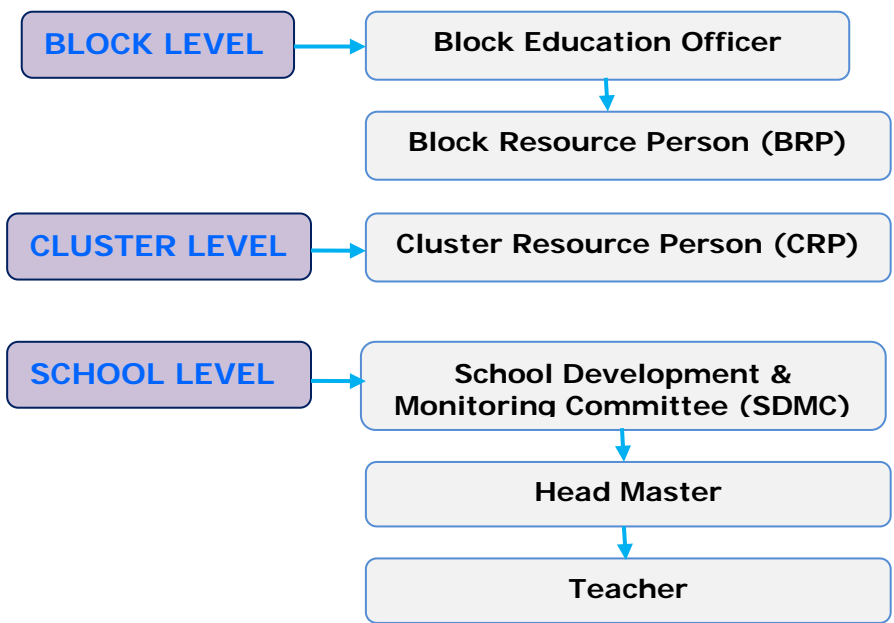 BLOCK LEVEL
Block Education Officer
Block Resource Person (BRP)
CLUSTER LEVEL
Cluster Resource Person (CRP)
SCHOOL LEVEL
School Development &
Monitoring Committee (SDMC)
Head Master
Teacher